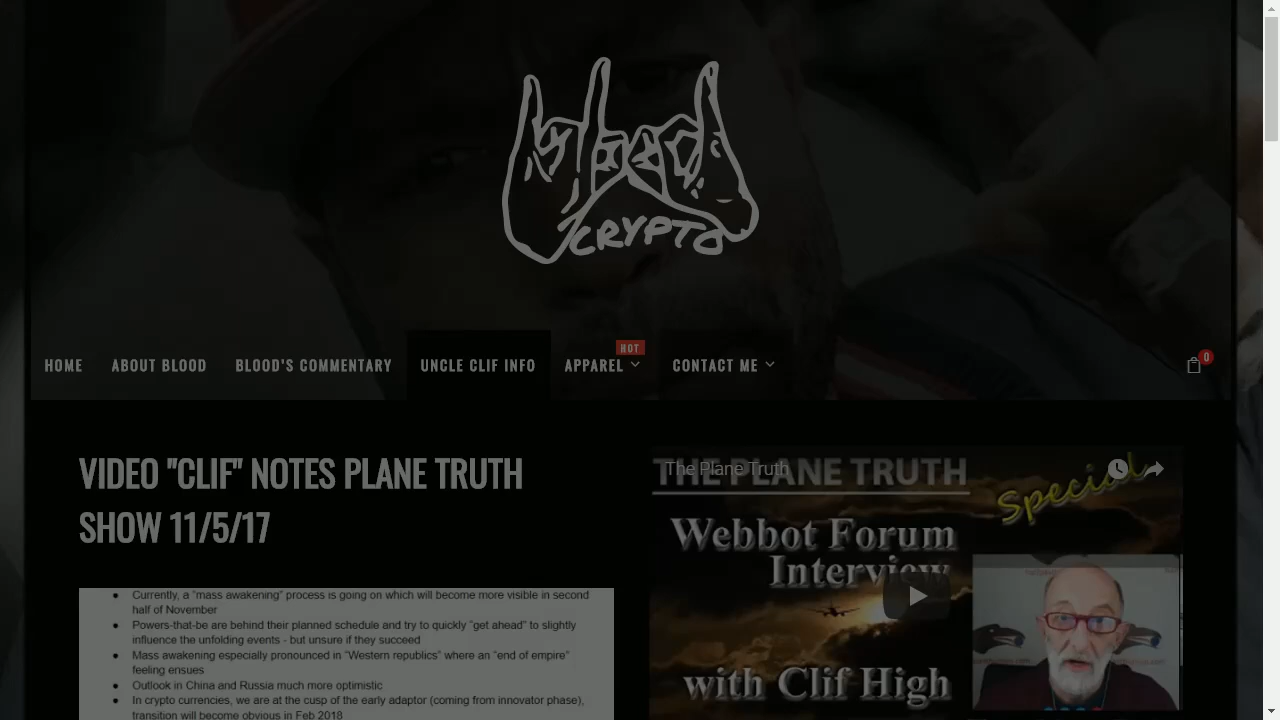 blood
CRYPTO
HOT
HOME ABOUT BLOOD BLOOD'S COMMENTARY UNCLE CLIF INFO APPAREL CONTACT ME 0
VIDEO "CLIF" NOTES PLANE TRUTH
SHOW 11/5/17
• Currently, a "mass awakening" process is going on which will become more visible in second
half of November
• Powers-that-be are behind their planned schedule and try to quickly "get ahead" to slightly
influence the unfolding events - but unsure if they succeed
• Mass awakening especially pronounced in "Western republics" where an "end of empire"
feeling ensues
• Outlook in China and Russia much more optimistic
• In crypto currencies, we are at the cusp of the early adaptor (coming from innovator phase),
transition will become obvious in Feb 2018
The Plane Truth
THE PLANE TRUTH
Special
Webbot Forum
Interview
with Clif High